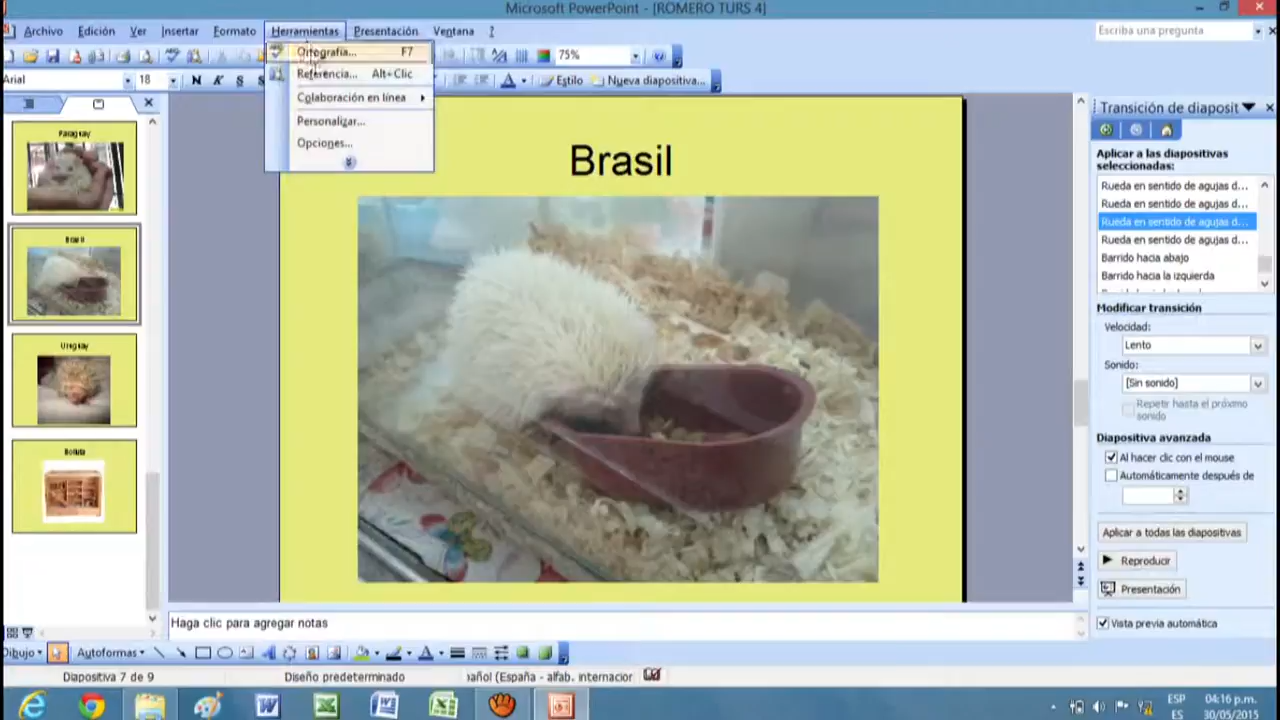 Microsoft PowerPoint - [ROMERO TURS 4]
Archivo Edición Ver Insertar Formato Herramientas Presentación Ventana ?
Escriba una pregunta
75%
Arial 18 N K S
Estilo Nueva diapositiva...
Ortografía... F7
Referencia... Alt+Clic
Colaboración en línea
Personalizar...
Opciones...
Paraguay
Brasil
Uruguay
Bolivia
Brasil
Transición de diaposit
Aplicar a las diapositivas
seleccionadas:
Rueda en sentido de agujas d...
Rueda en sentido de agujas d...
Rueda en sentido de agujas d...
Rueda en sentido de agujas d...
Barrido hacia abajo
Barrido hacia la izquierda
Modificar transición
Velocidad:
Lento
Sonido:
[Sin sonido]
Repetir hasta el próximo
sonido
Diapositiva avanzada
Al hacer clic con el mouse
Automáticamente después de
Aplicar a todas las diapositivas
Reproducir
Presentación
Vista previa automática
Haga clic para agregar notas
Dibujo Autoformas
Diapositiva 7 de 9
Diseño predeterminado
añol (España - alfab. internacior
ESP
ES
04:16 p.m.
30/05/2015